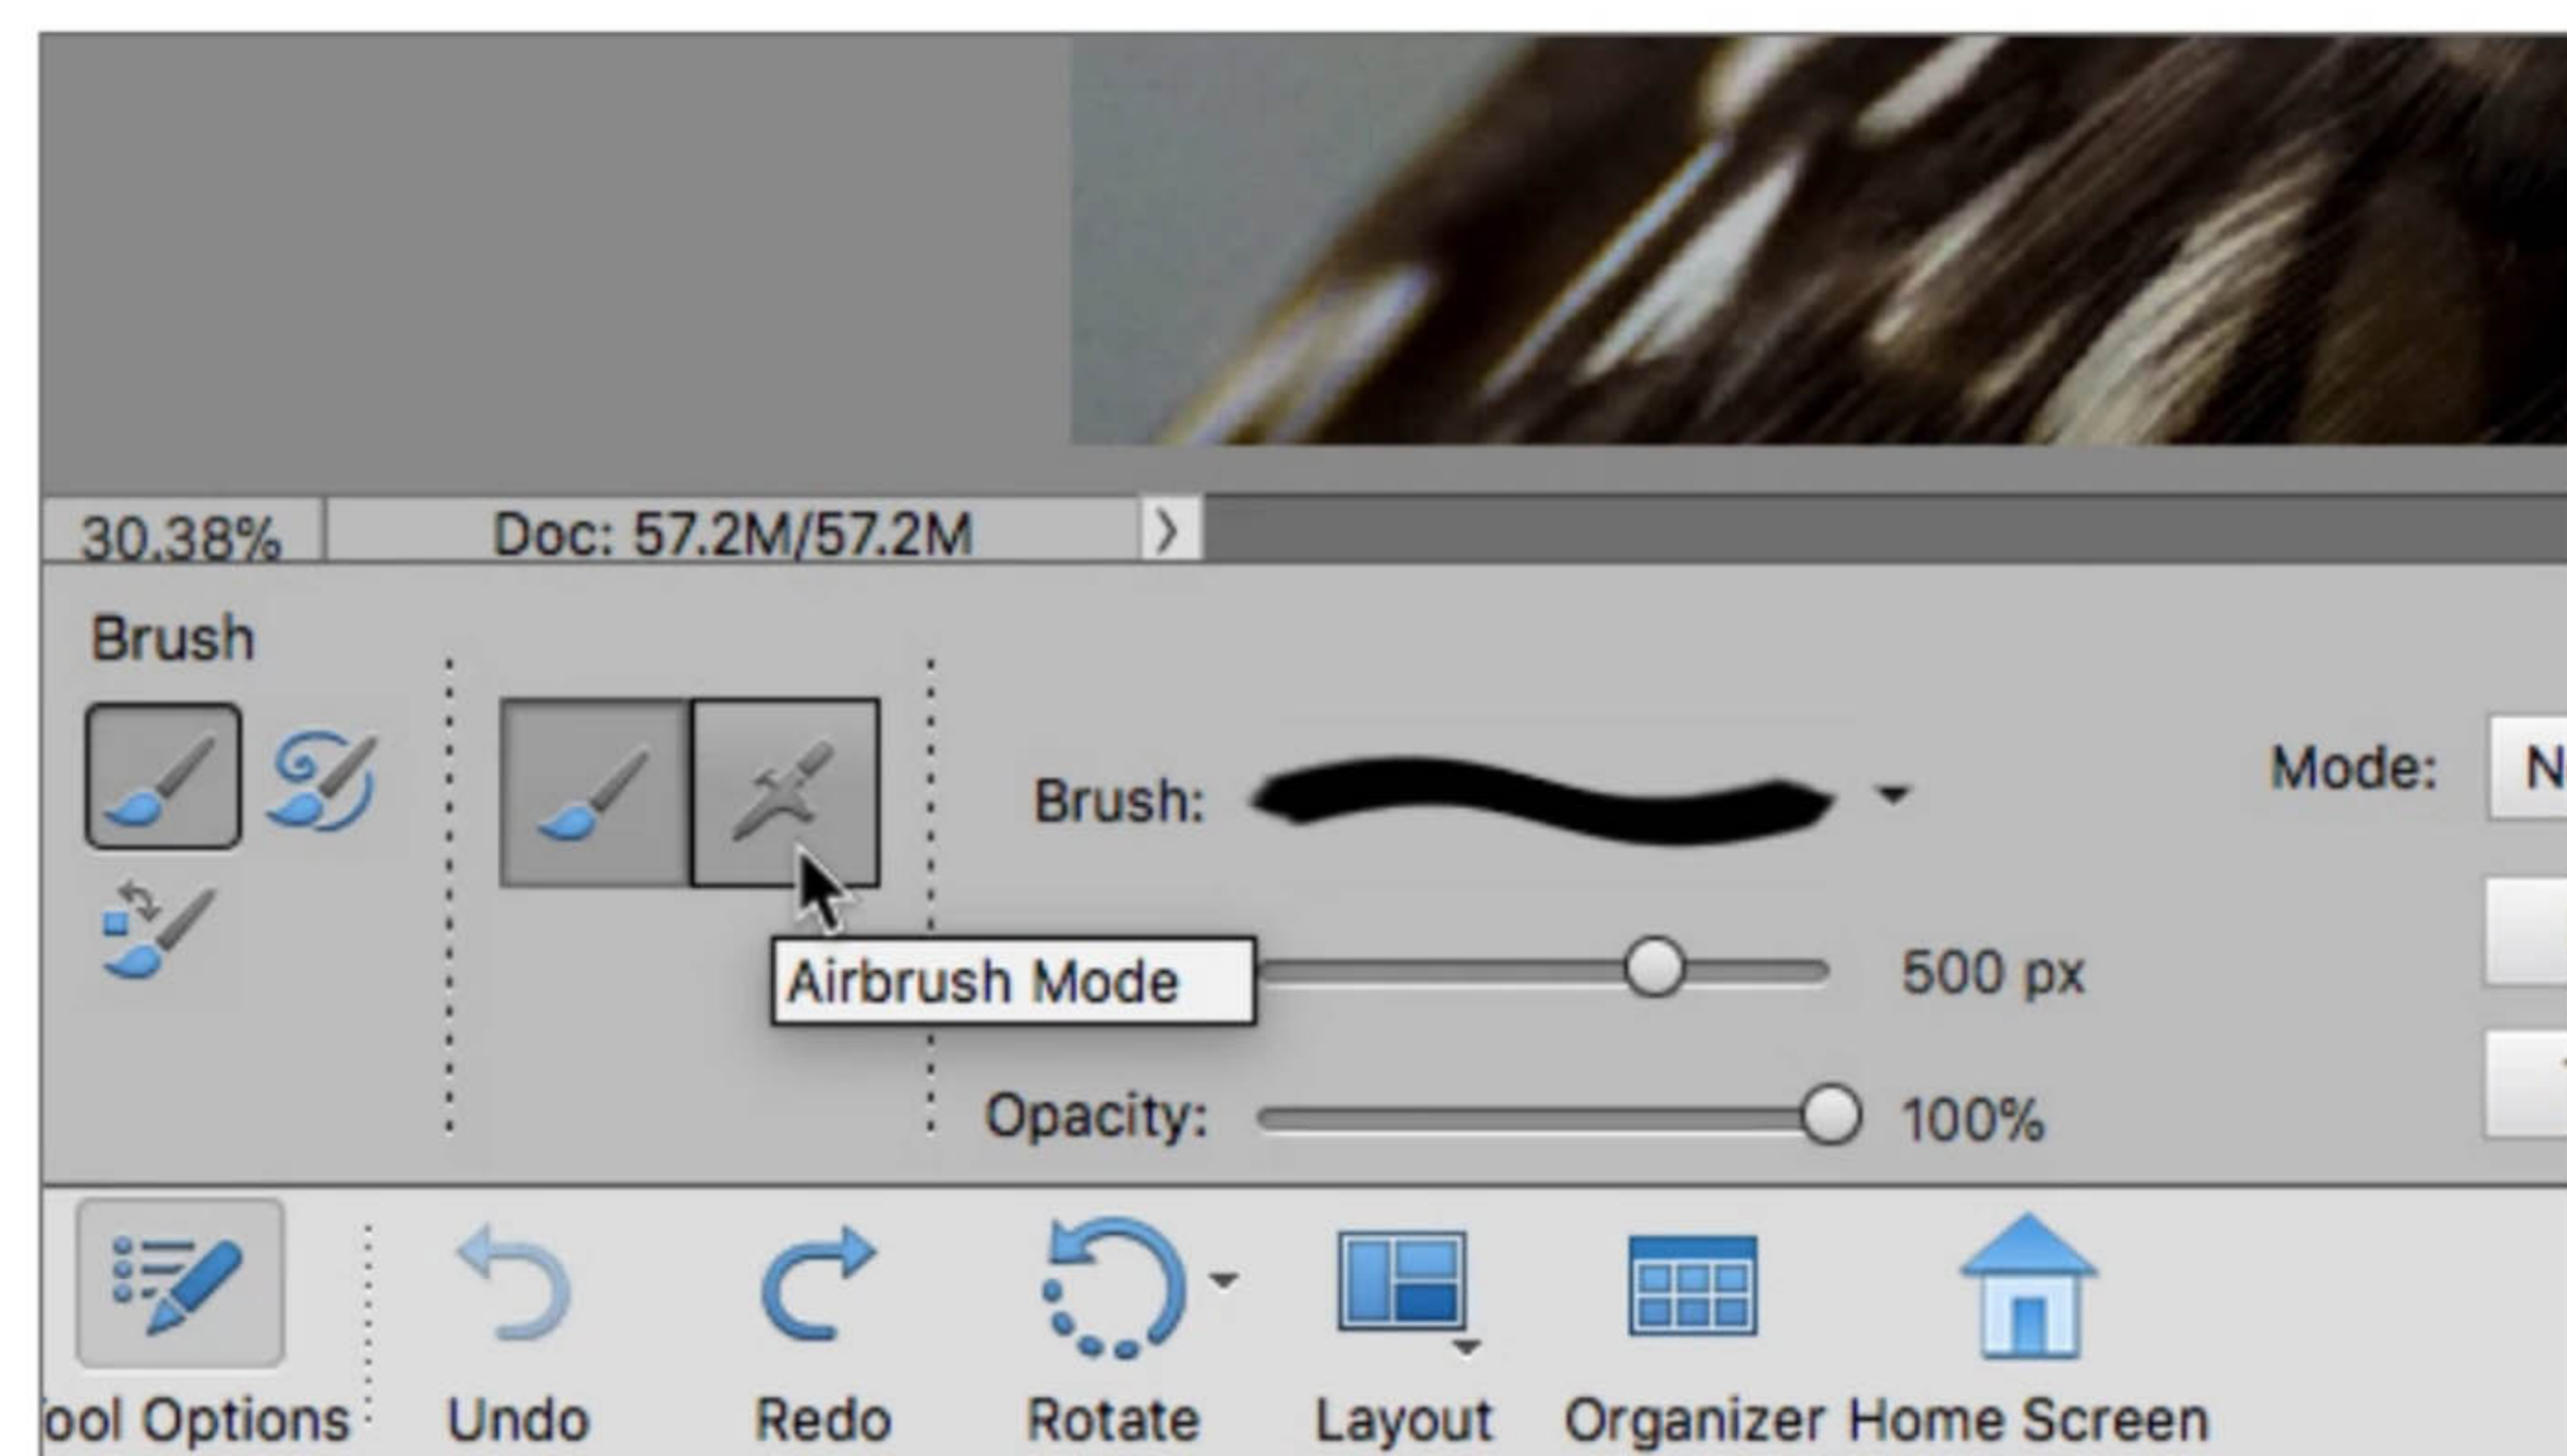 30.38%
Doc: 57.2M/57.2M
Brush
Brush:
Mode:
Airbrush Mode
500 px
Opacity:
100%
ool Options
Undo
Redo
Rotate
Layout
Organizer
Home Screen